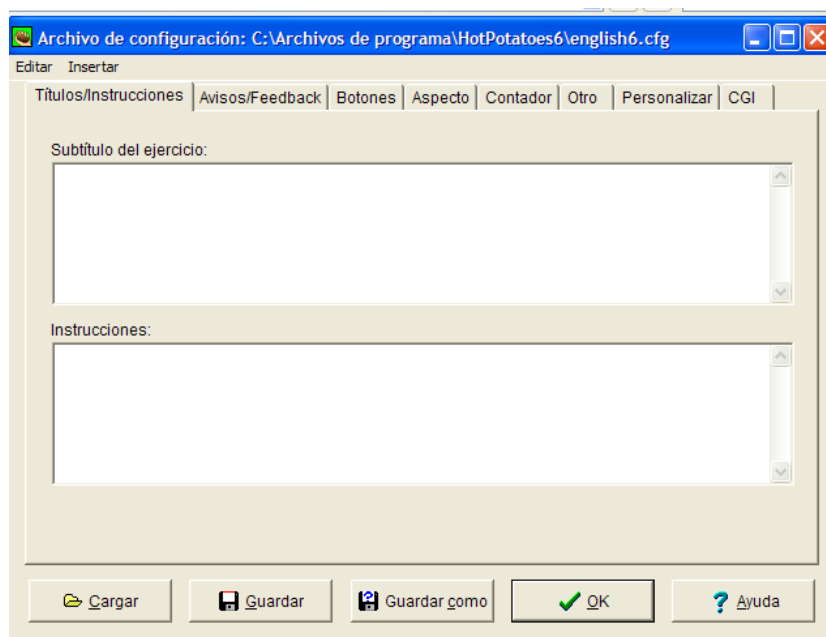 Archivo de configuración: C:\Archivos de programa\HotPotatoes6\english6.cfg
Editar Insertar
Títulos/Instrucciones Avisos/Feedback Botones Aspecto Contador Otro Personalizar CGI
Subtítulo del ejercicio:
Instrucciones:
Cargar Guardar Guardar como OK Ayuda